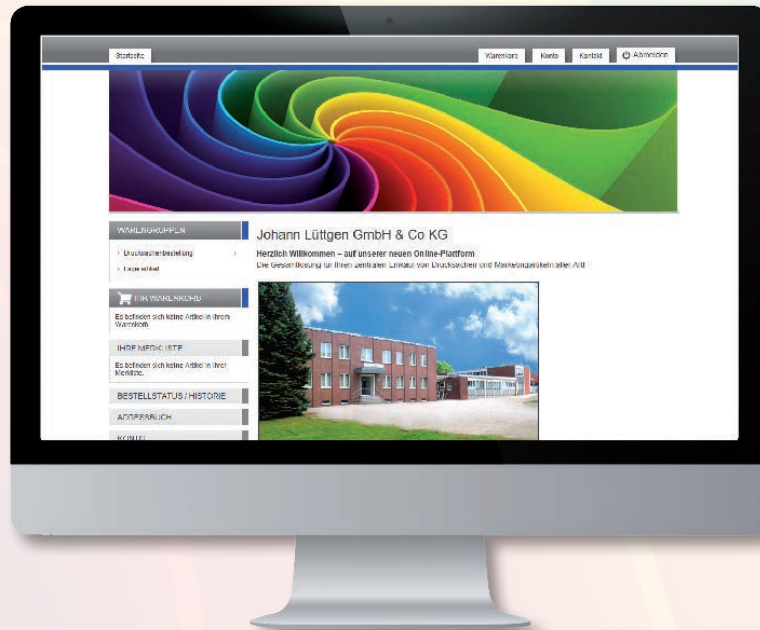 Startseite
Warenkorb
Konto
Kontakt
Abmelden
WARENGRUPPEN
Drucksachenbestellung
Lagerartikel
IHR WARENKORB
Es befinden sich keine Artikel in Ihrem
Warenkorb.
IHRE MERKLISTE
Es befinden sich keine Artikel in Ihrer
Merkliste.
BESTELLSTATUS / HISTORIE
ADRESSBUCH
KONTO
Johann Lüttgen GmbH & Co KG
Herzlich Willkommen – auf unserer neuen Online-Plattform
Die Gesamtlösung für Ihren zentralen Einkauf von Drucksachen und Marketingartikeln aller Art!